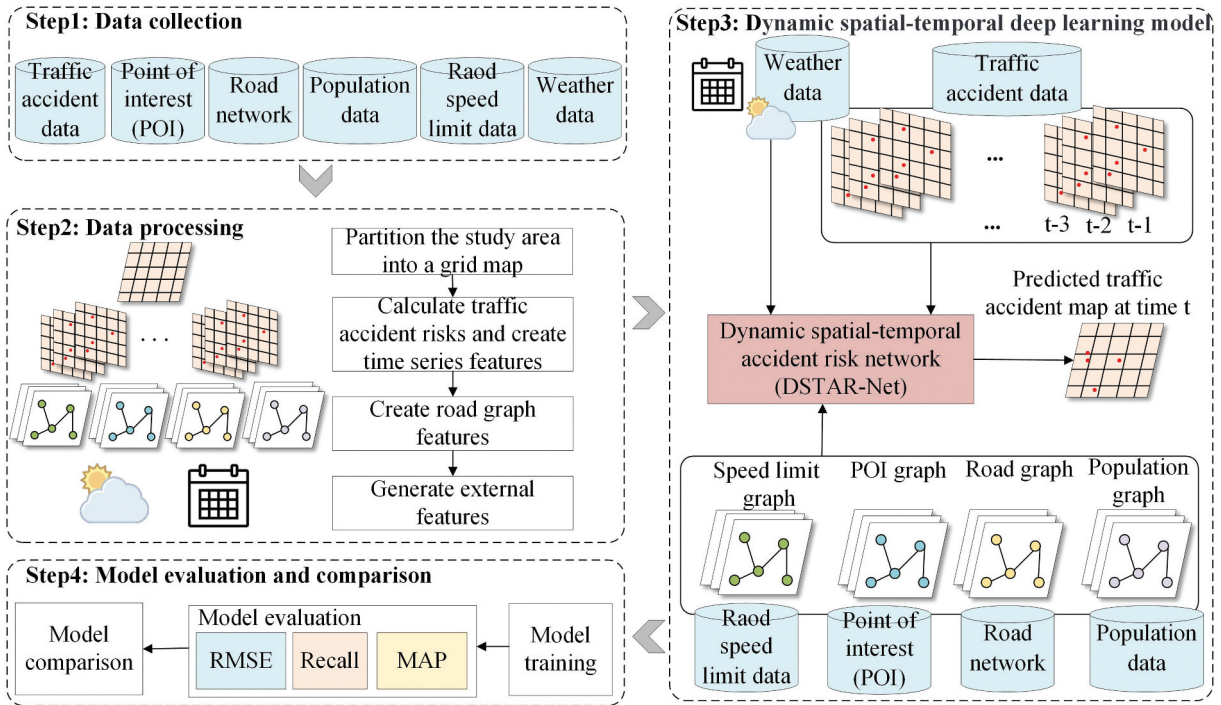 Step1: Data collection
Traffic
accident
data
Point of
interest
(POI)
Road
network
Population
data
Raod
speed
limit data
Weather
data
Step2: Data processing
Partition the study area
into a grid map
Calculate traffic
accident risks and create
time series features
Create road graph
features
Generate external
features
. . .
Step3: Dynamic spatial-temporal deep learning model
Weather
data
Traffic
accident data
...
... t-3 t-2 t-1
Predicted traffic
accident map at time t
Dynamic spatial-temporal
accident risk network
(DSTAR-Net)
Speed limit
graph
POI graph
Road graph
Population
graph
Raod
speed
limit data
Point of
interest
(POI)
Road
network
Population
data
Step4: Model evaluation and comparison
Model
comparison
Model evaluation
RMSE
Recall
MAP
Model
training